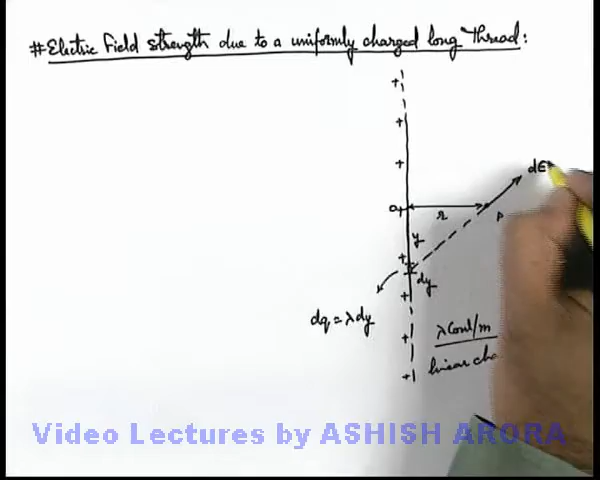 # Electric Field strength due to a uniformly charged long Thread:
+
+
+
dE
O +
r
P
y
+
dy
+
dq = λdy
λ Coul/m
+
linear cha
+
Video Lectures by ASHISH ARORA